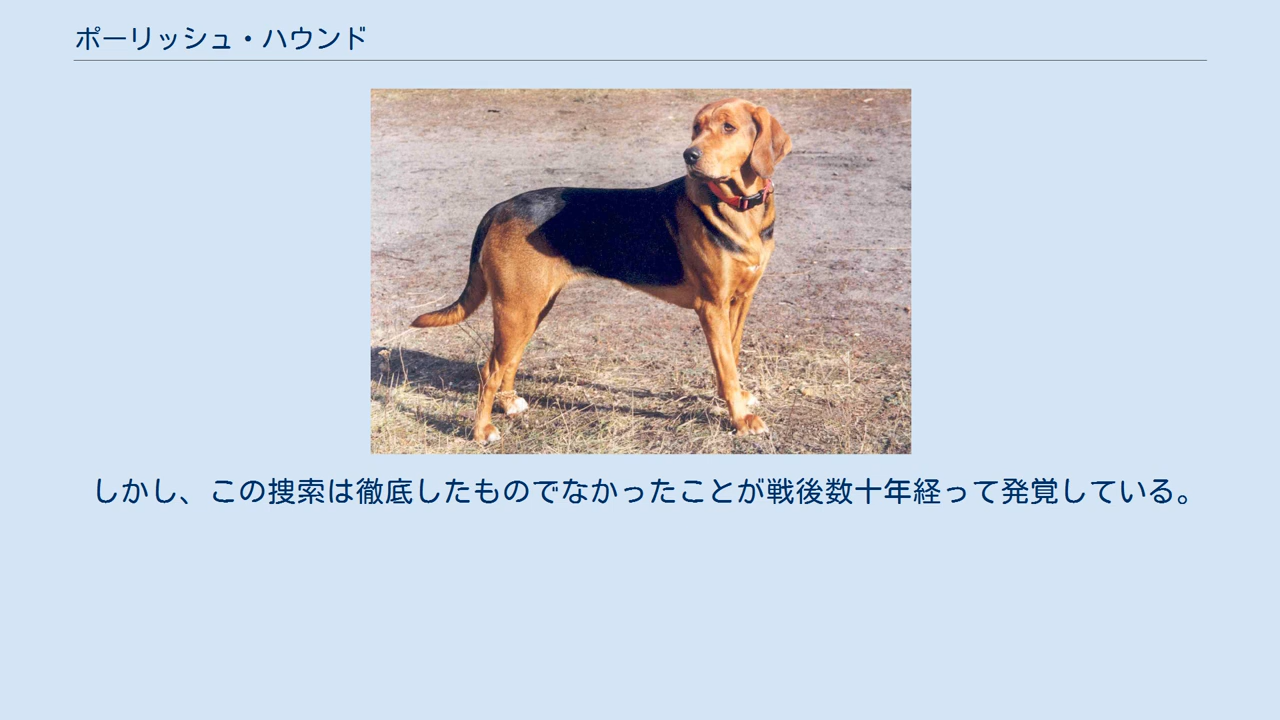 ポーリッシュ・ハウンド
しかし、この捜索は徹底したものでなかったことが戦後数十年経って発覚している。